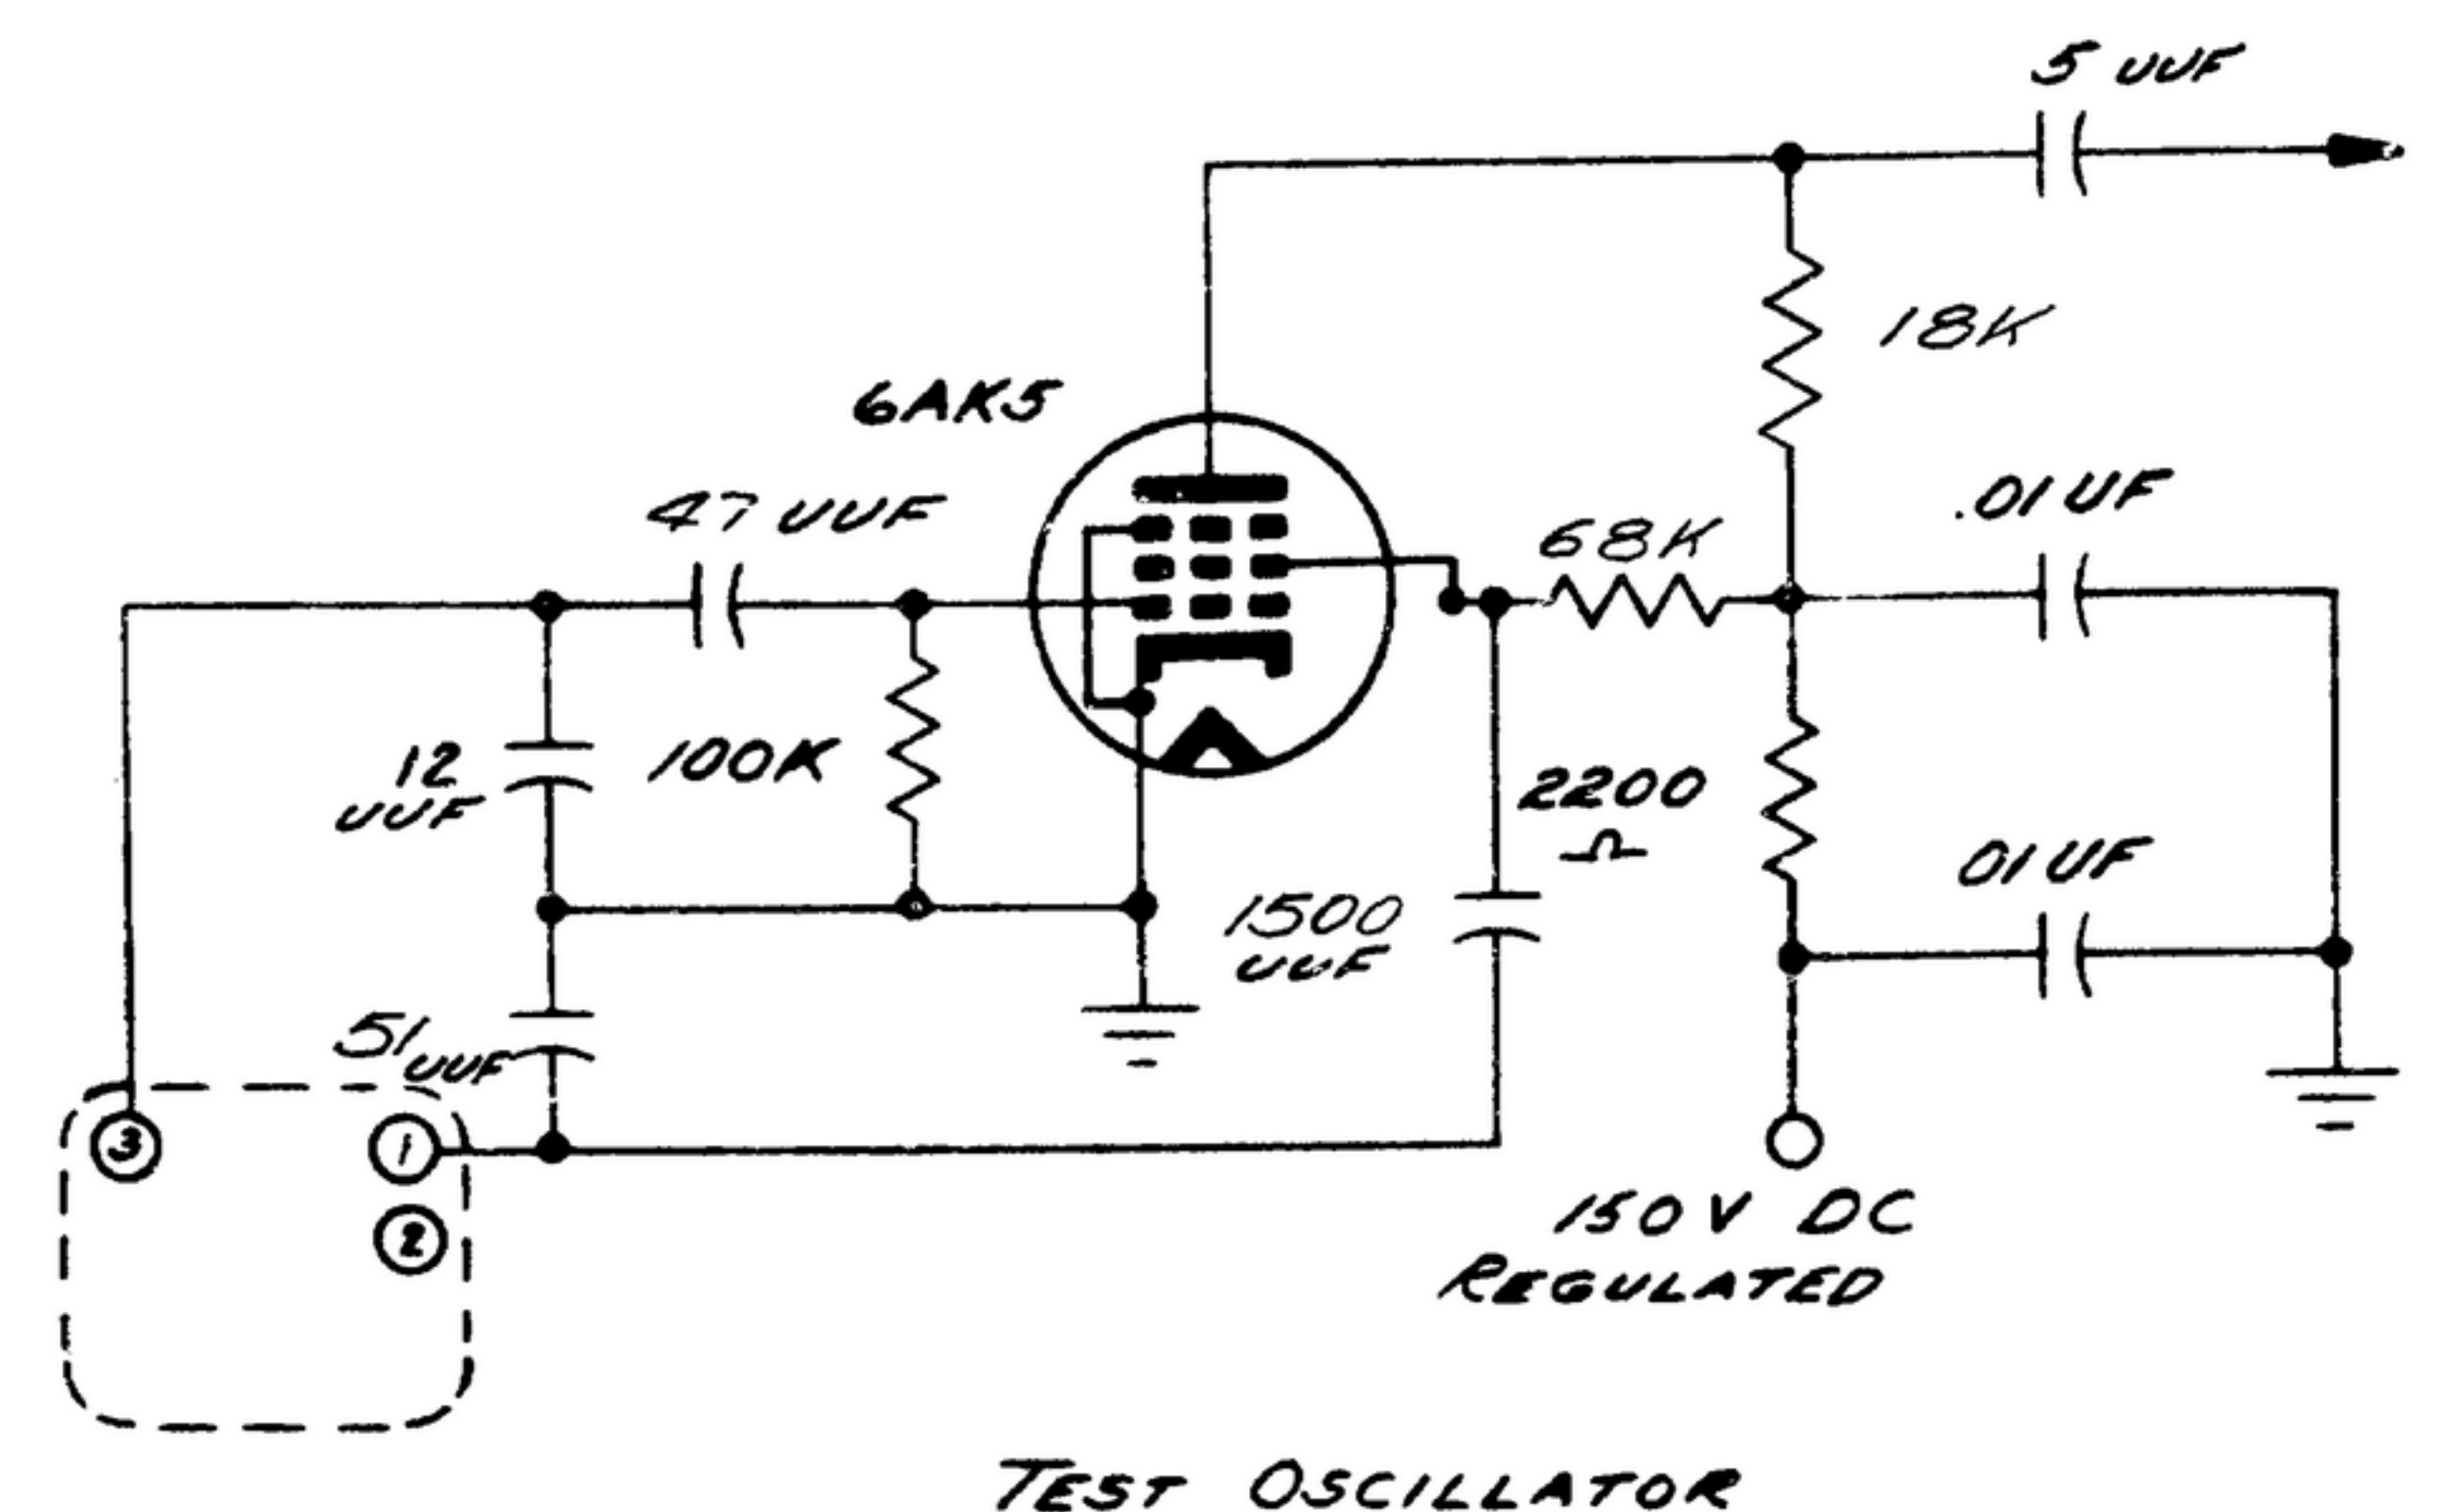 5 UUF
18K
6AK5
47 UUF
68K
.01 UF
12
UUF
100K
2200
Ω
01 UF
1500
UUF
51 UUF
3
1
2
150 V DC
REGULATED
TEST OSCILLATOR